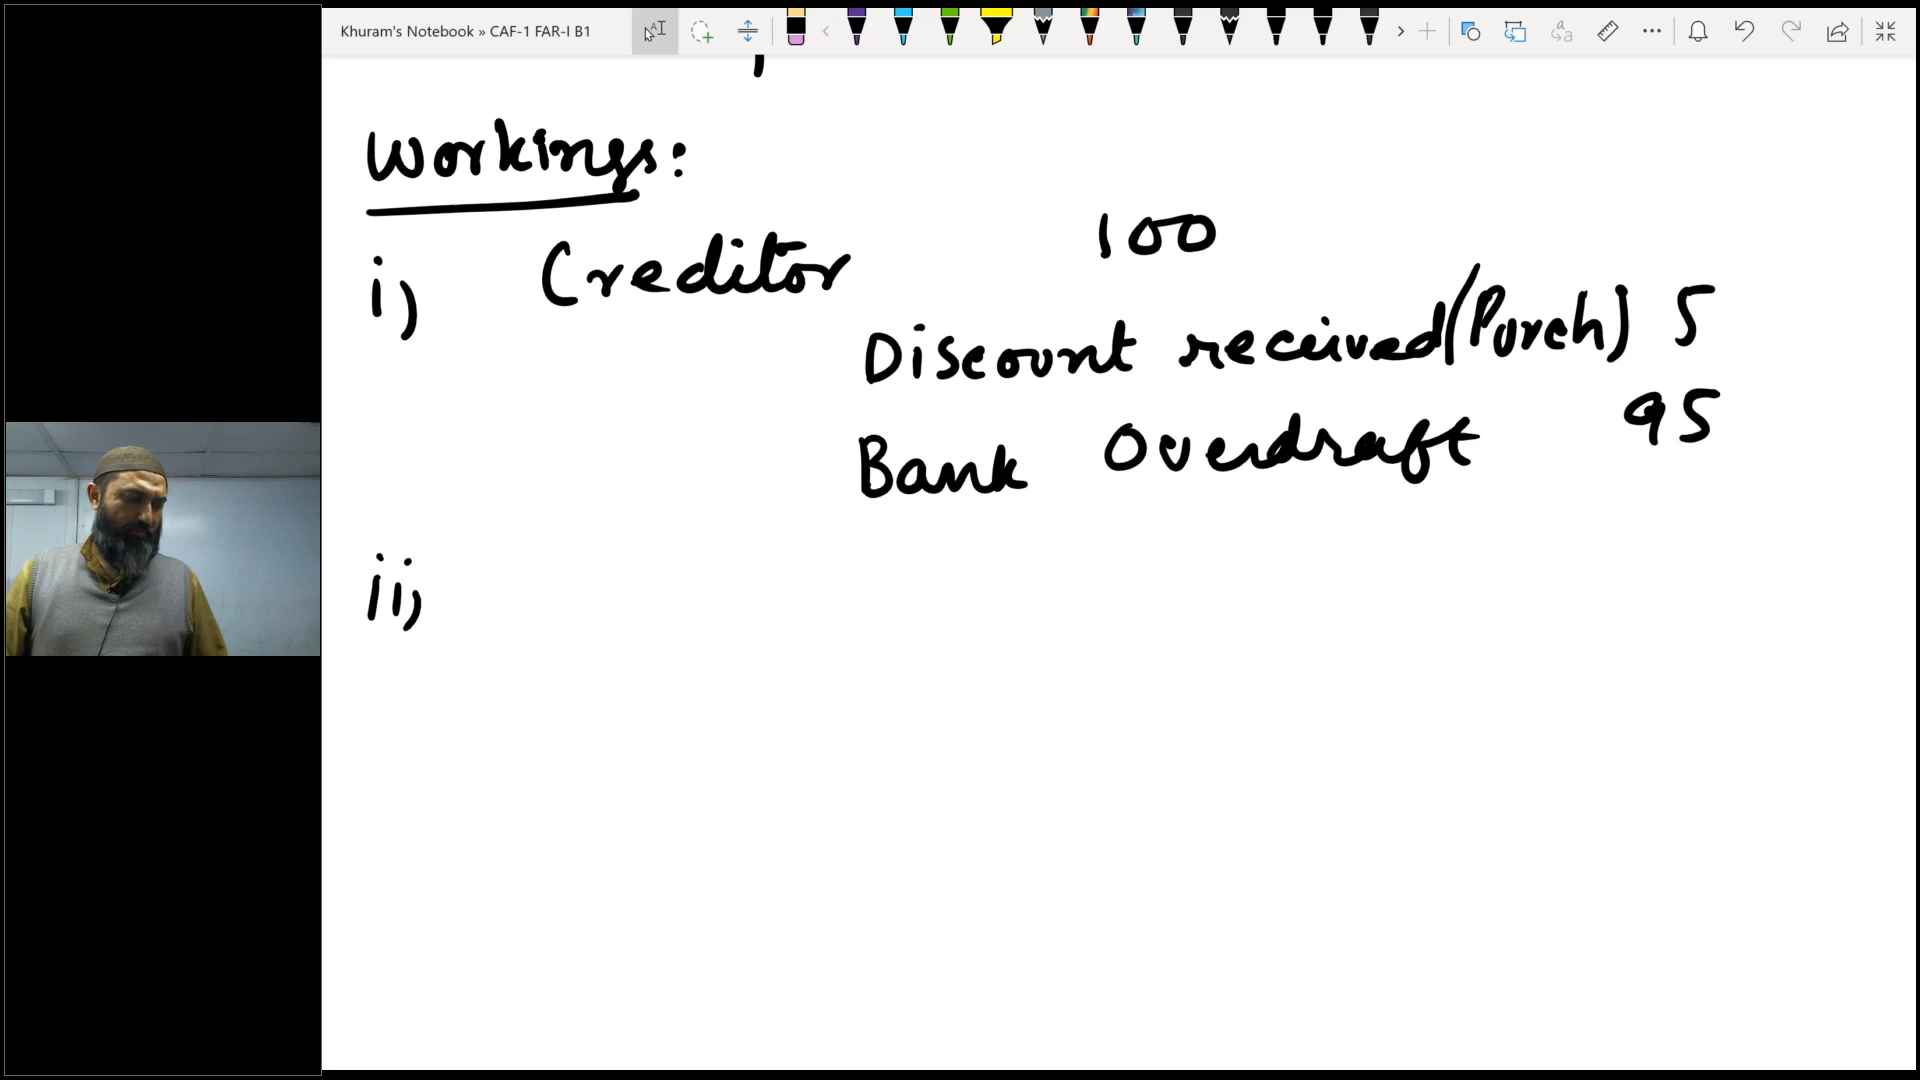 Khuram's Notebook » CAF-1 FAR-I B1
Workings:
i) Creditor 100
Discount received/(Purch) 5
Bank Overdraft 95
ii)